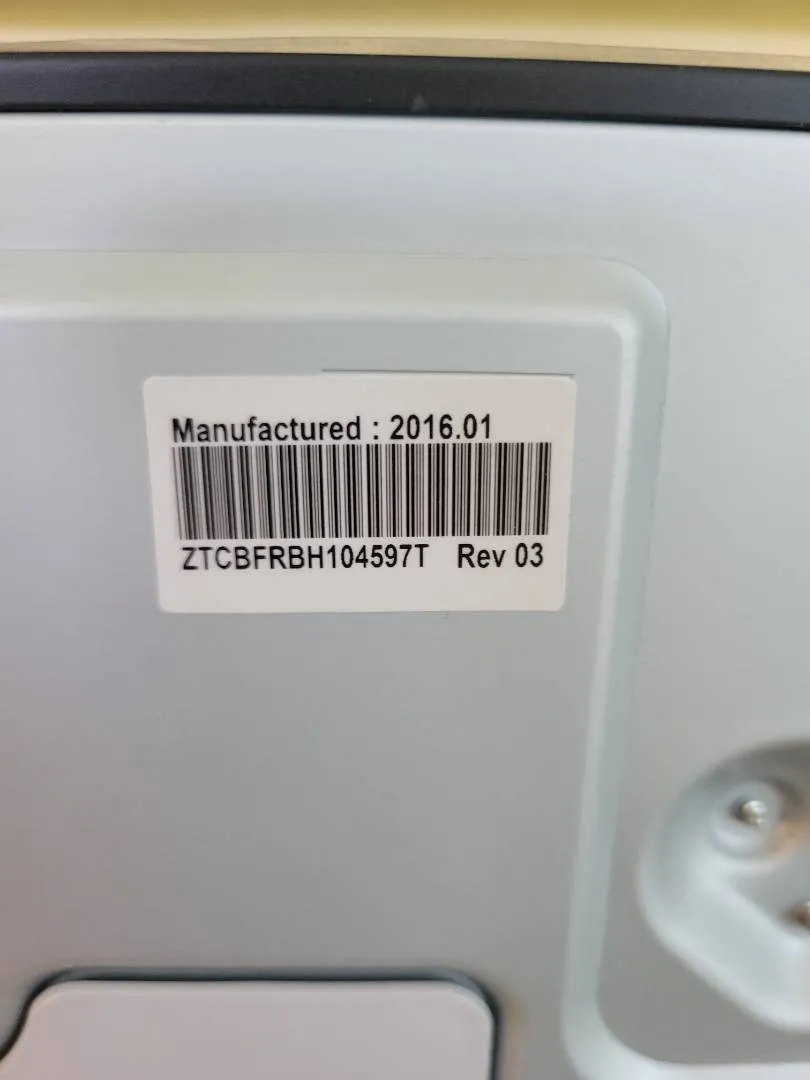 Manufactured : 2016.01
ZTCBFRBH104597T Rev 03